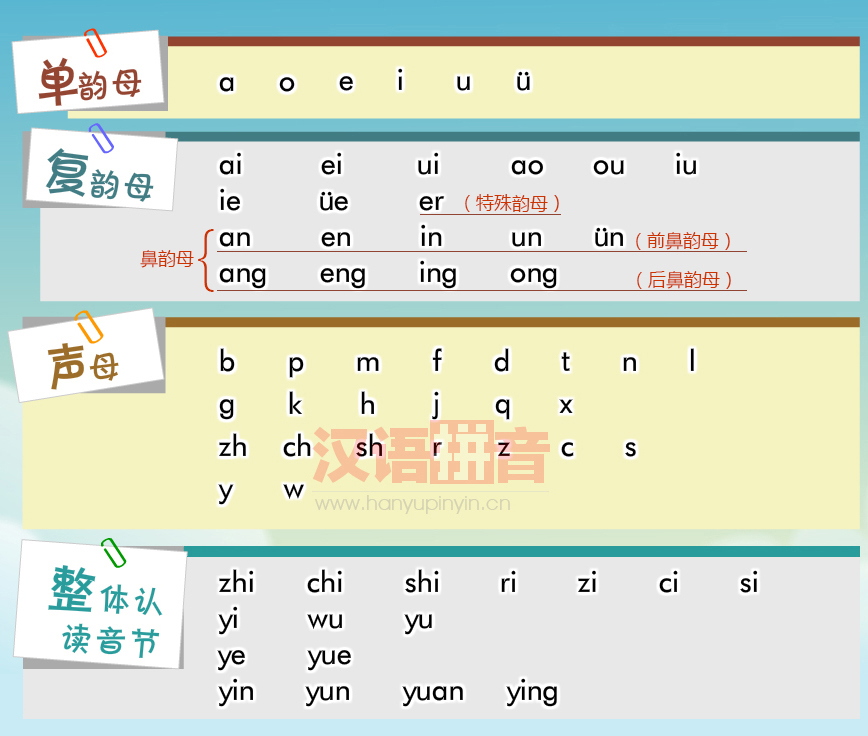 单韵母
a o e i u ü
复韵母
ai ei ui ao ou iu
ie üe er (特殊韵母)
鼻韵母
an en in un ün (前鼻韵母)
ang eng ing ong (后鼻韵母)
声母
b p m f d t n l
g k h j q x
zh ch sh r z c s
y w
汉语拼音
www.hanyupinyin.cn
整体认
读音节
zhi chi shi ri zi ci si
yi wu yu
ye yue
yin yun yuan ying